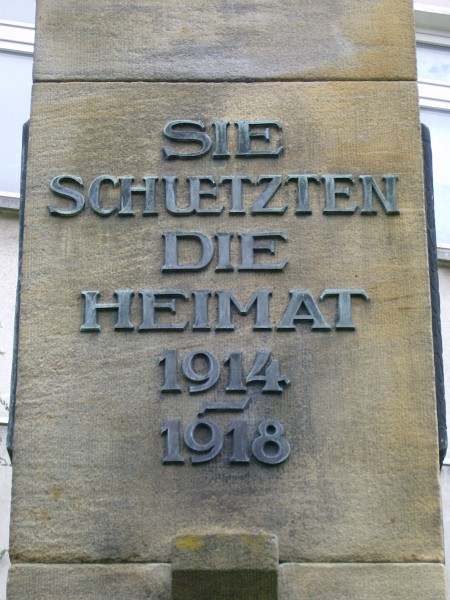 SIE
SCHUETZTEN
DIE
HEIMAT
1914
–
1918